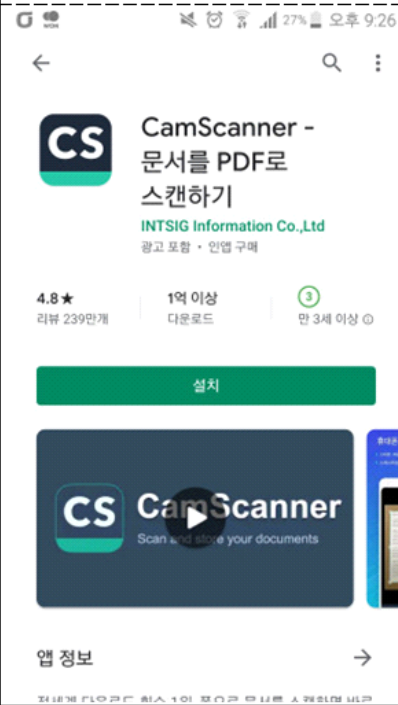 27% 오후 9:26
CS
CamScanner -
문서를 PDF로
스캔하기
INTSIG Information Co.,Ltd
광고 포함 • 인앱 구매
4.8★
리뷰 239만개
1억 이상
다운로드
3
만 3세 이상
설치
CS CamScanner
Scan and store your documents
앱 정보